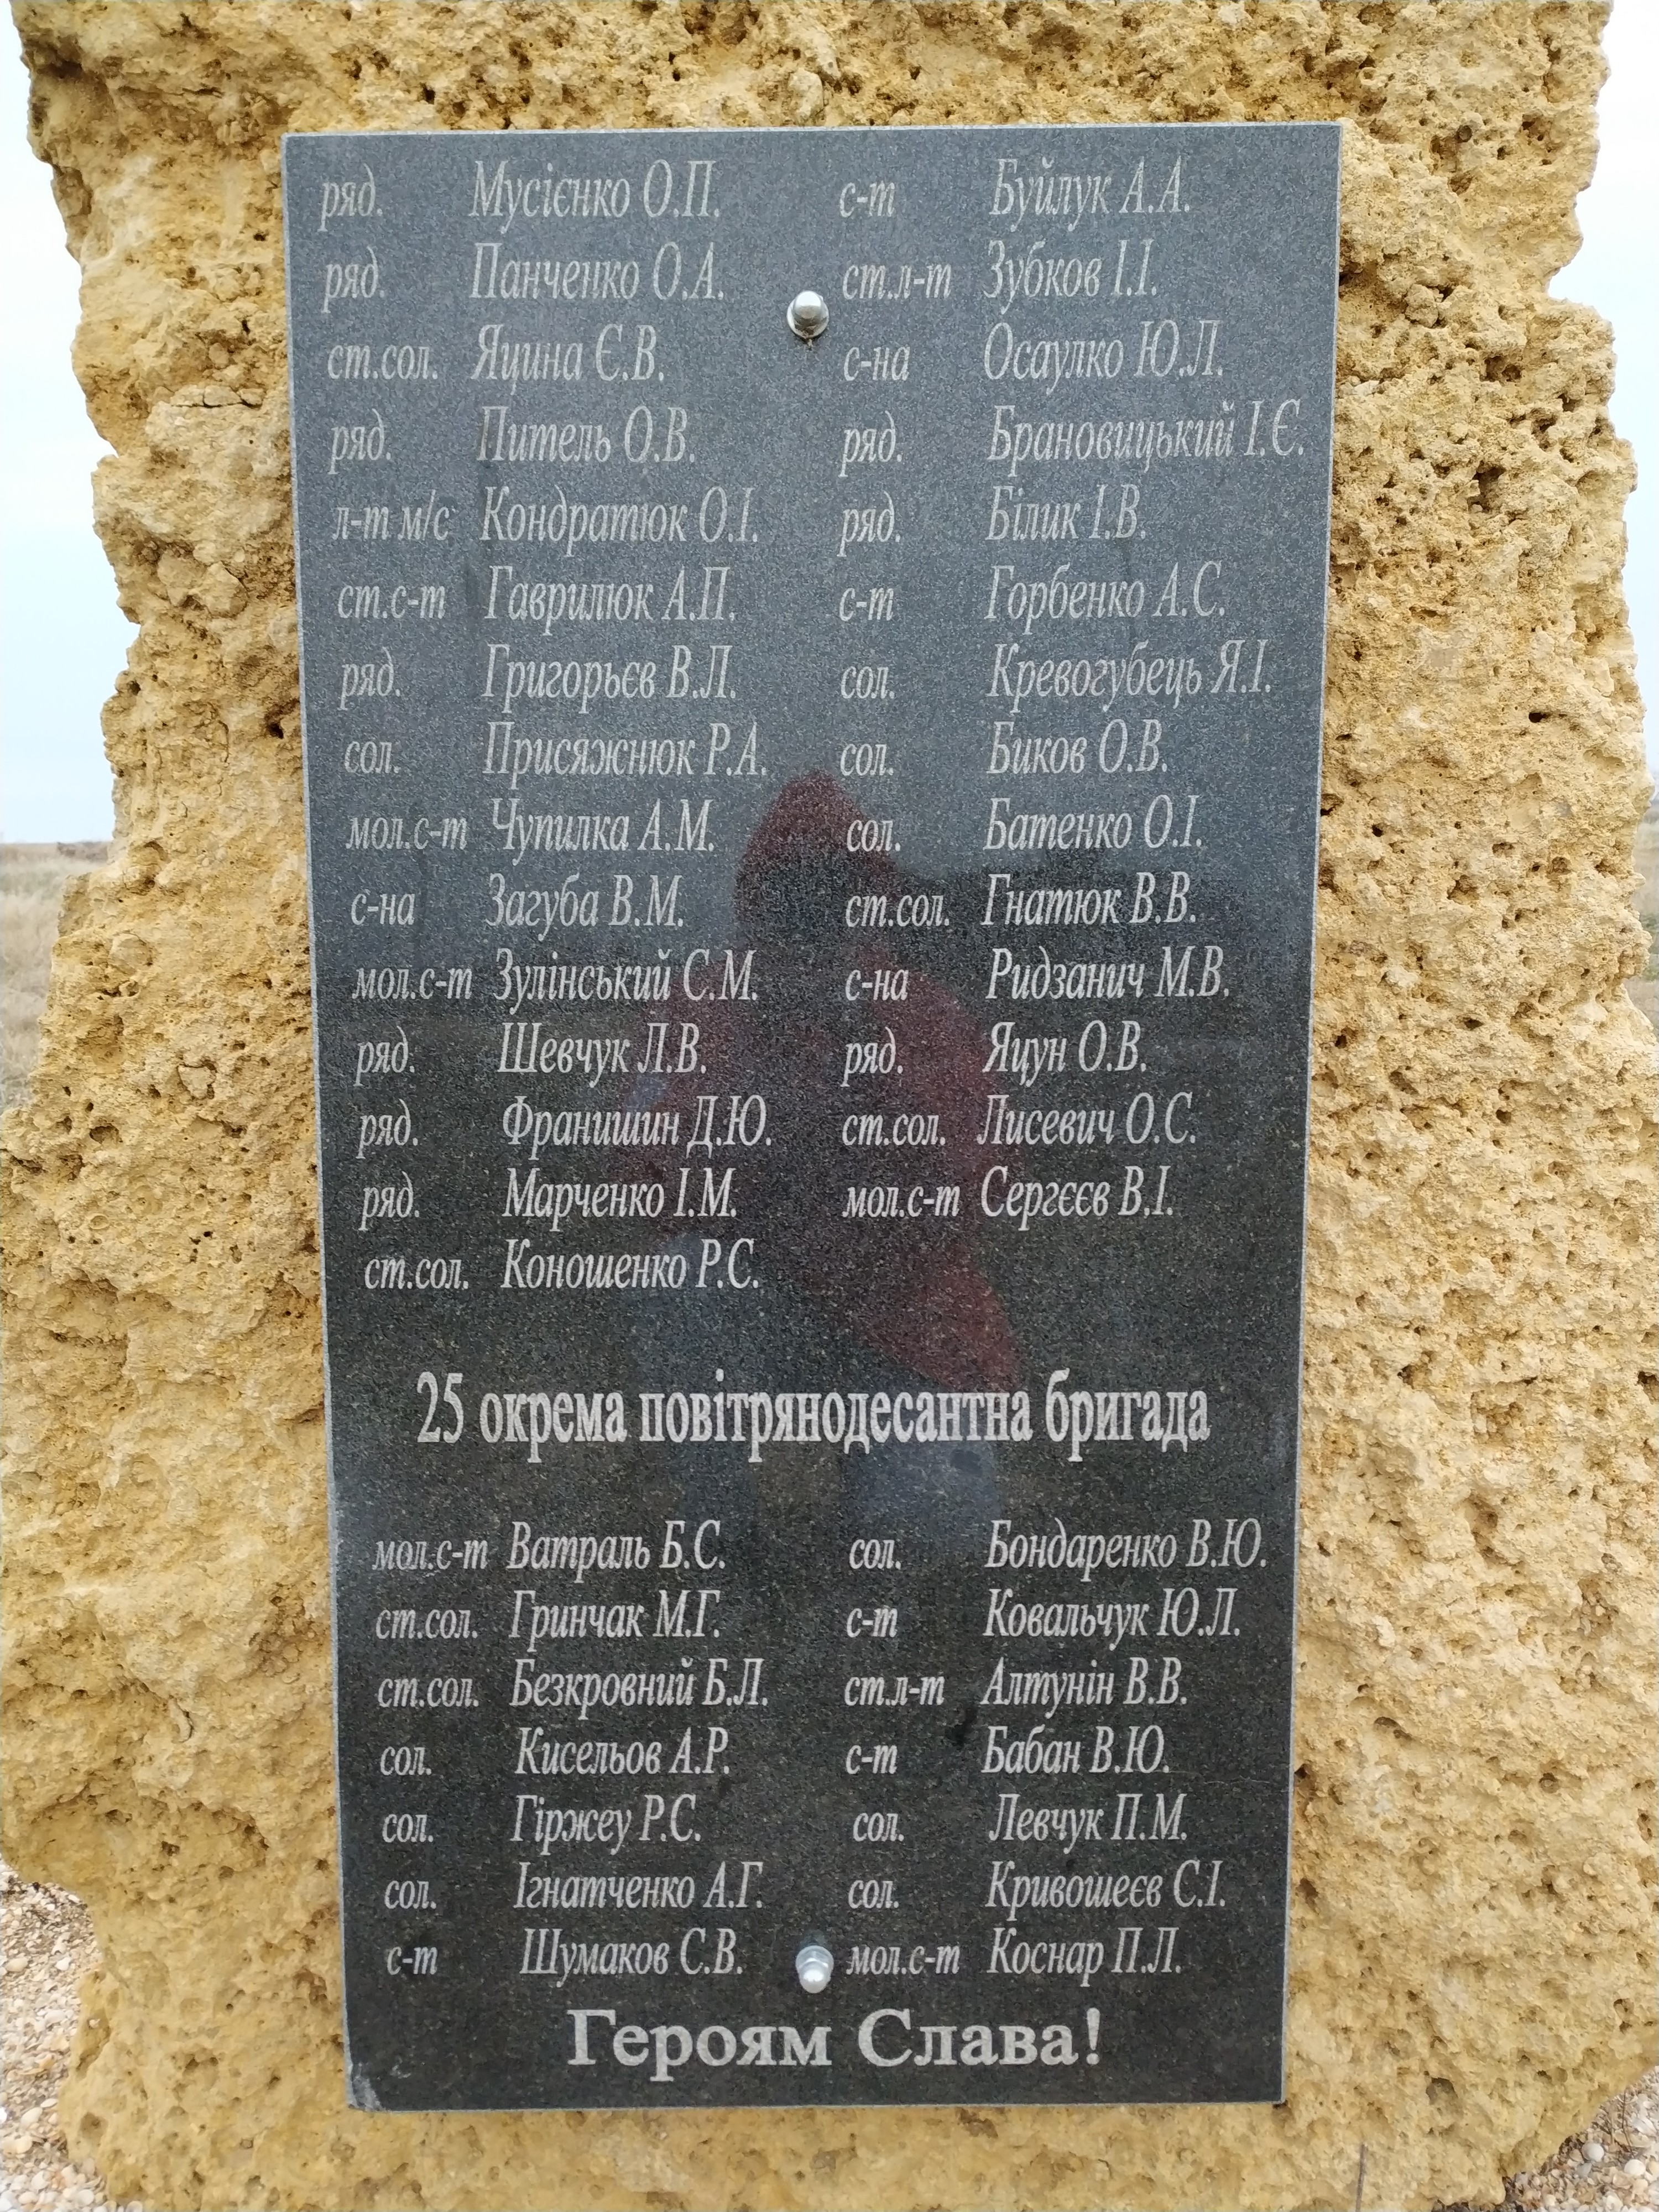 ряд. Мусієнко О.П. с-т Буйлук А.А.
ряд. Панченко О.А. ст.л-т Зубков І.І.
ст.сол. Яцина Є.В. с-на Осаулко Ю.Л.
ряд. Питель О.В. ряд. Брановицький І.Є.
л-т м/с Кондратюк О.І. ряд. Білик І.В.
ст.с-т Гаврилюк А.П. с-т Горбенко А.С.
ряд. Григорьєв В.Л. сол. Кревогубець Я.І.
сол. Присяжнюк Р.А. сол. Биков О.В.
мол.с-т Чупилка А.М. сол. Батенко О.І.
с-на Загуба В.М. ст.сол. Гнатюк В.В.
мол.с-т Зулінський С.М. с-на Ридзанич М.В.
ряд. Шевчук Л.В. ряд. Яцун О.В.
ряд. Франишин Д.Ю. ст.сол. Лисевич О.С.
ряд. Марченко І.М. мол.с-т Сергєєв В.І.
ст.сол. Коношенко Р.С.
25 окрема повітрянодесантна бригада
мол.с-т Ватраль Б.С. сол. Бондаренко В.Ю.
ст.сол. Гринчак М.Г. с-т Ковальчук Ю.Л.
ст.сол. Безкровний Б.Л. ст.л-т Алтунін В.В.
сол. Кисельов А.Р. с-т Бабан В.Ю.
сол. Гіржеу Р.С. сол. Левчук П.М.
сол. Ігнатченко А.Г. сол. Кривошеєв С.І.
с-т Шумаков С.В. мол.с-т Коснар П.Л.
Героям Слава!